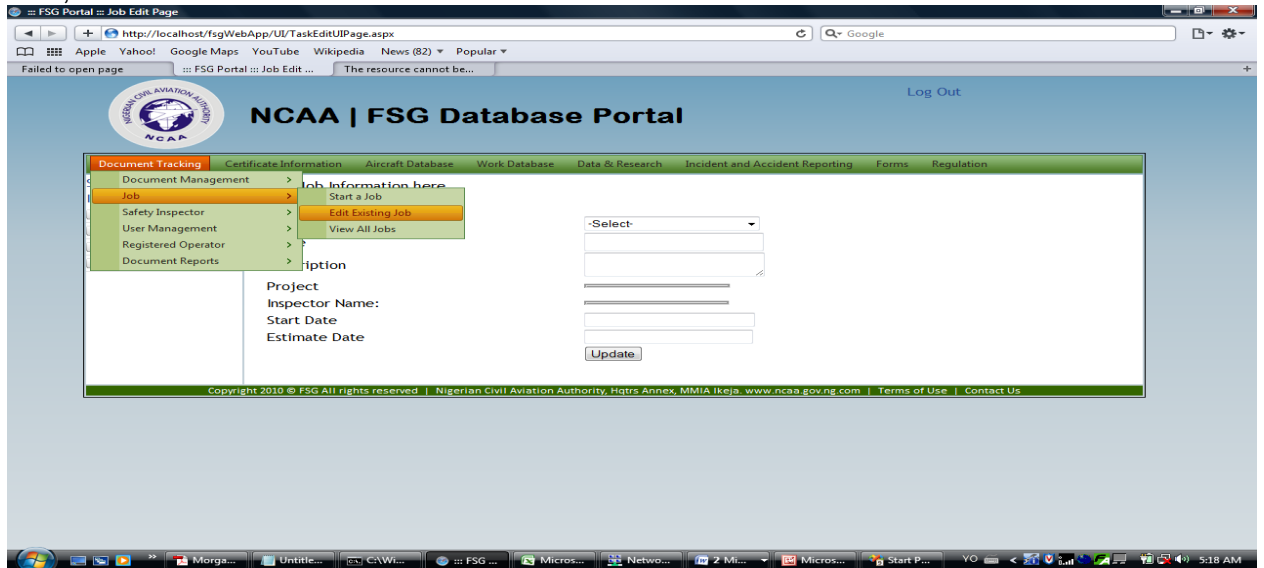 ::: FSG Portal ::: Job Edit Page
http://localhost/fsgWebApp/UI/TaskEditUIPage.aspx
Google
Apple Yahoo! Google Maps YouTube Wikipedia News (82) Popular
Failed to open page
::: FSG Portal ::: Job Edit ...
The resource cannot be...
Log Out
NIGERIAN CIVIL AVIATION AUTHORITY
NCAA
NCAA | FSG Database Portal
Document Tracking Certificate Information Aircraft Database Work Database Data & Research Incident and Accident Reporting Forms Regulation
Document Management >
Job Information here
Job > Start a Job
Safety Inspector > Edit Existing Job
-Select-
User Management > View All Jobs
Registered Operator >
Document Reports >
ription
Project
Inspector Name:
Start Date
Estimate Date
Update
Copyright 2010 © FSG All rights reserved | Nigerian Civil Aviation Authority, Hqtrs Annex, MMIA Ikeja. www.ncaa.gov.ng.com | Terms of Use | Contact Us
Morga... Untitle... C:\Wi... ::: FSG ... Micros... Netwo... 2 Mi... Micros... Start P... YO 5:18 AM